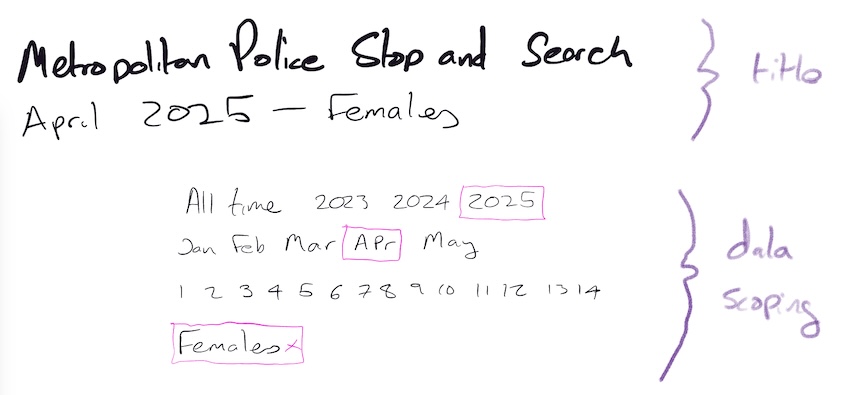 Metropolitan Police Stop and Search
April 2025 — Females
title
All time 2023 2024 2025
Jan Feb Mar Apr May
1 2 3 4 5 6 7 8 9 10 11 12 13 14
Females x
data
scoping